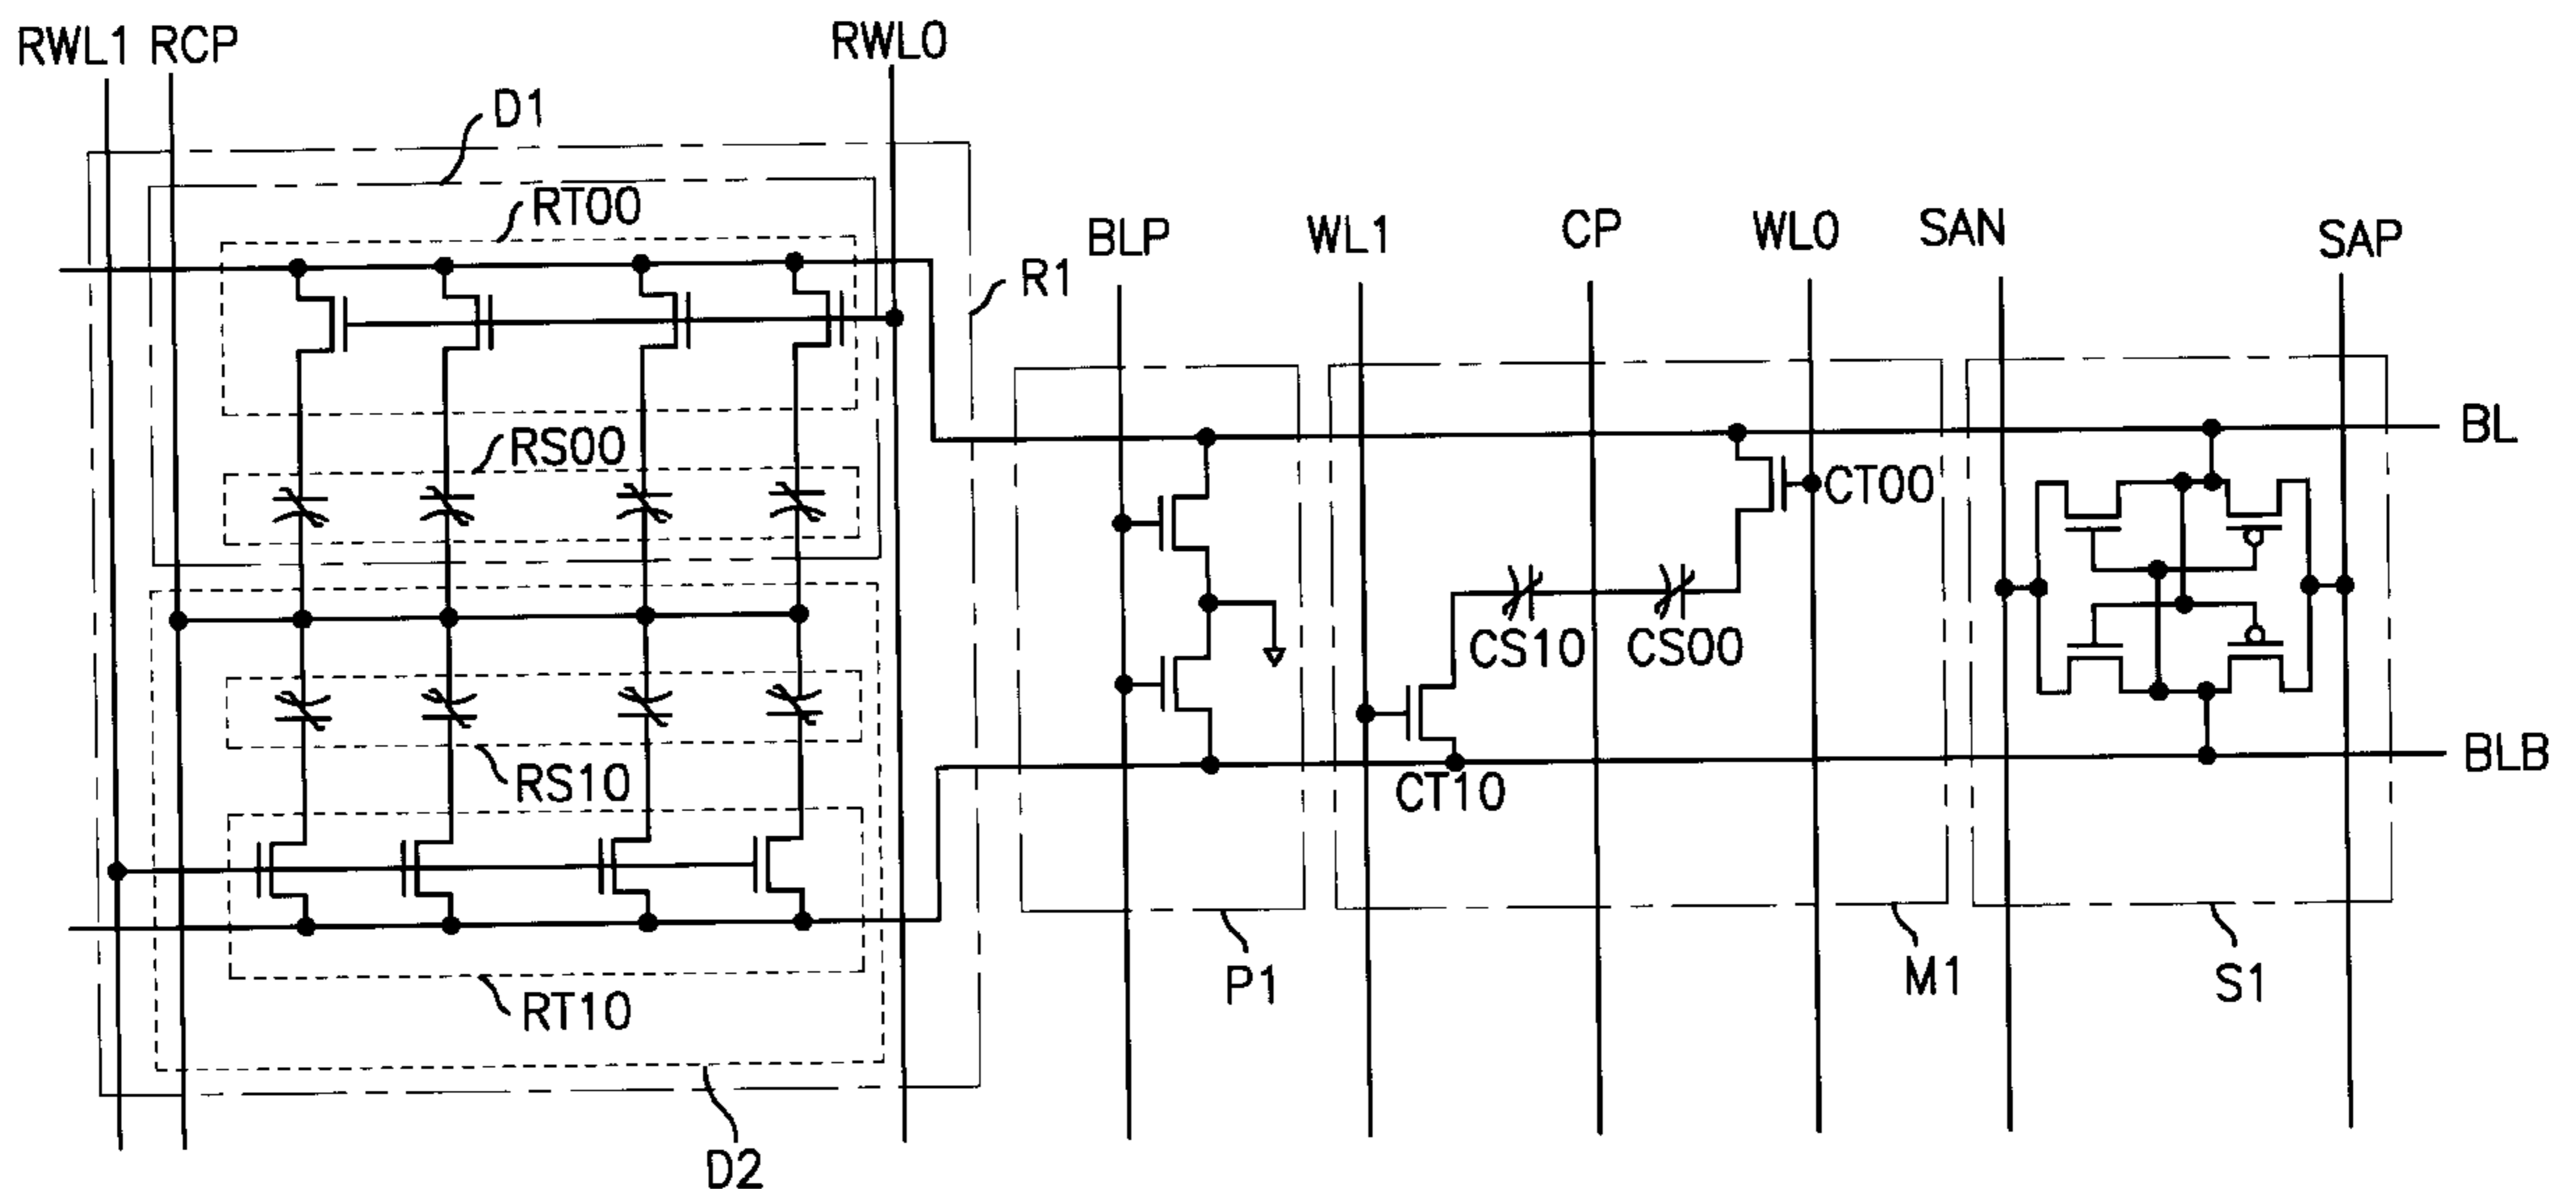 RWL1 RCP RWL0
D1
RT00
BLP WL1 CP WL0 SAN SAP
R1
RS00
BL
CT00
CS10 CS00
RS10
CT10
BLB
RT10
P1 M1 S1
D2